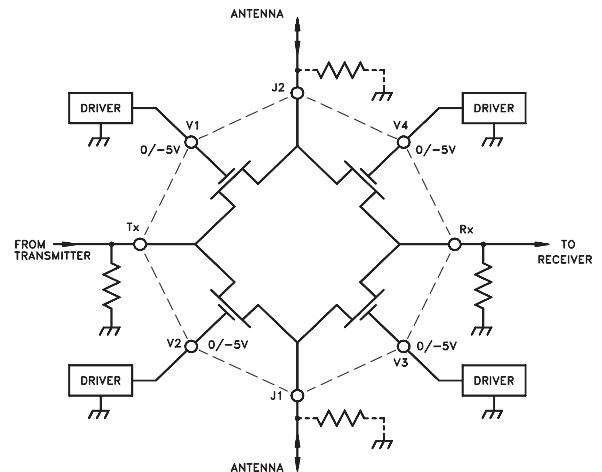 ANTENNA
J2
DRIVER
V1
V4
DRIVER
0/-5V
0/-5V
Tx
Rx
FROM
TRANSMITTER
TO
RECEIVER
V2
0/-5V
0/-5V
V3
DRIVER
J1
DRIVER
ANTENNA